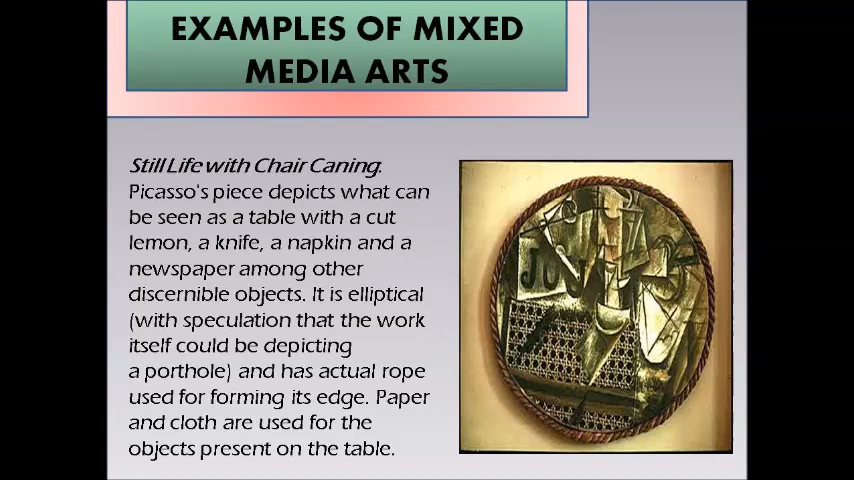 EXAMPLES OF MIXED
MEDIA ARTS
Still Life with Chair Caning.
Picasso's piece depicts what can
be seen as a table with a cut
lemon, a knife, a napkin and a
newspaper among other
discernible objects. It is elliptical
(with speculation that the work
itself could be depicting
a porthole) and has actual rope
used for forming its edge. Paper
and cloth are used for the
objects present on the table.
JOU